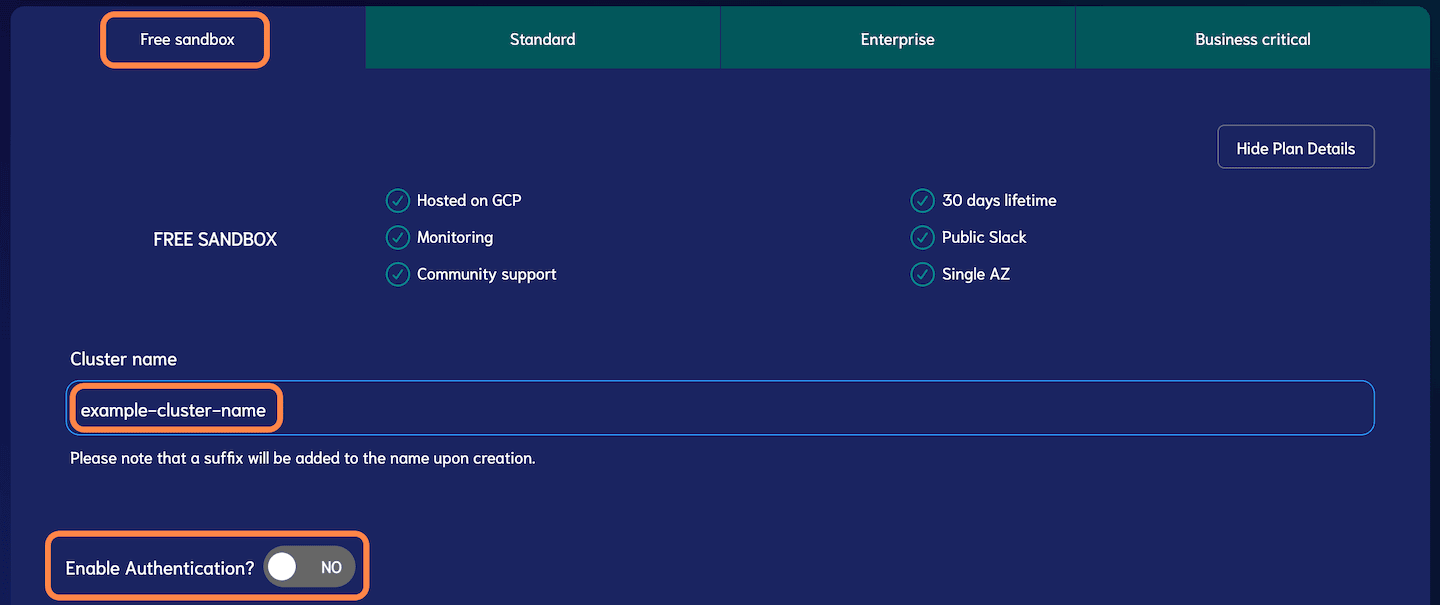 Free sandbox
Standard
Enterprise
Business critical
Hide Plan Details
FREE SANDBOX
Hosted on GCP
Monitoring
Community support
30 days lifetime
Public Slack
Single AZ
Cluster name
example-cluster-name
Please note that a suffix will be added to the name upon creation.
Enable Authentication? NO